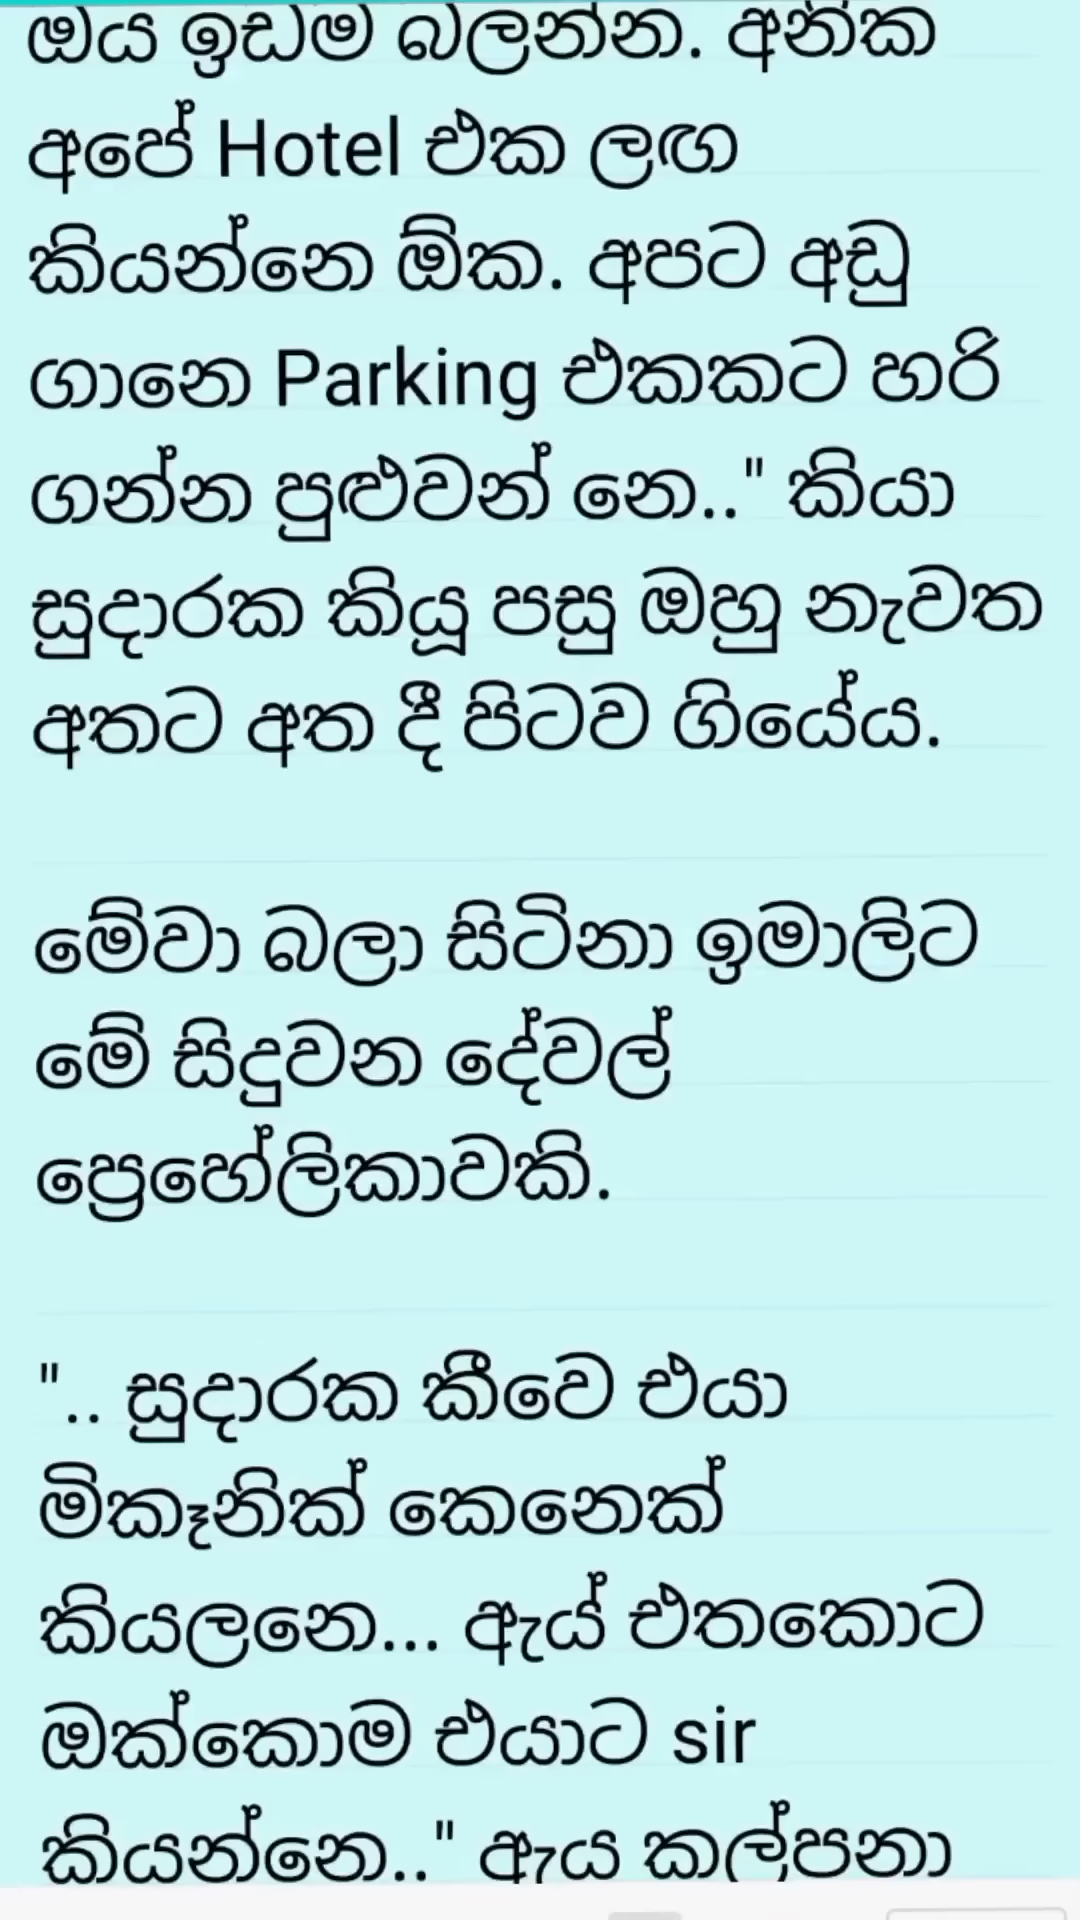 ඔය ඉඩම බලන්න. අනික
අපේ Hotel එක ලඟ
කියන්නෙ ඕක. අපට අඩු
ගානෙ Parking එකකට හරි
ගන්න පුළුවන් නෙ.." කියා
සුදාරක කියූ පසු ඔහු නැවත
අතට අත දී පිටව ගියේය.
මේවා බලා සිටිනා ඉමාලිට
මේ සිදුවන දේවල්
ප්‍රෙහේලිකාවකි.
".. සුදාරක කීවෙ එයා
මිකෑනික් කෙනෙක්
කියලනෙ... ඇය් එතකොට
ඔක්කොම එයාට sir
කියන්නෙ.." ඇය කල්පනා